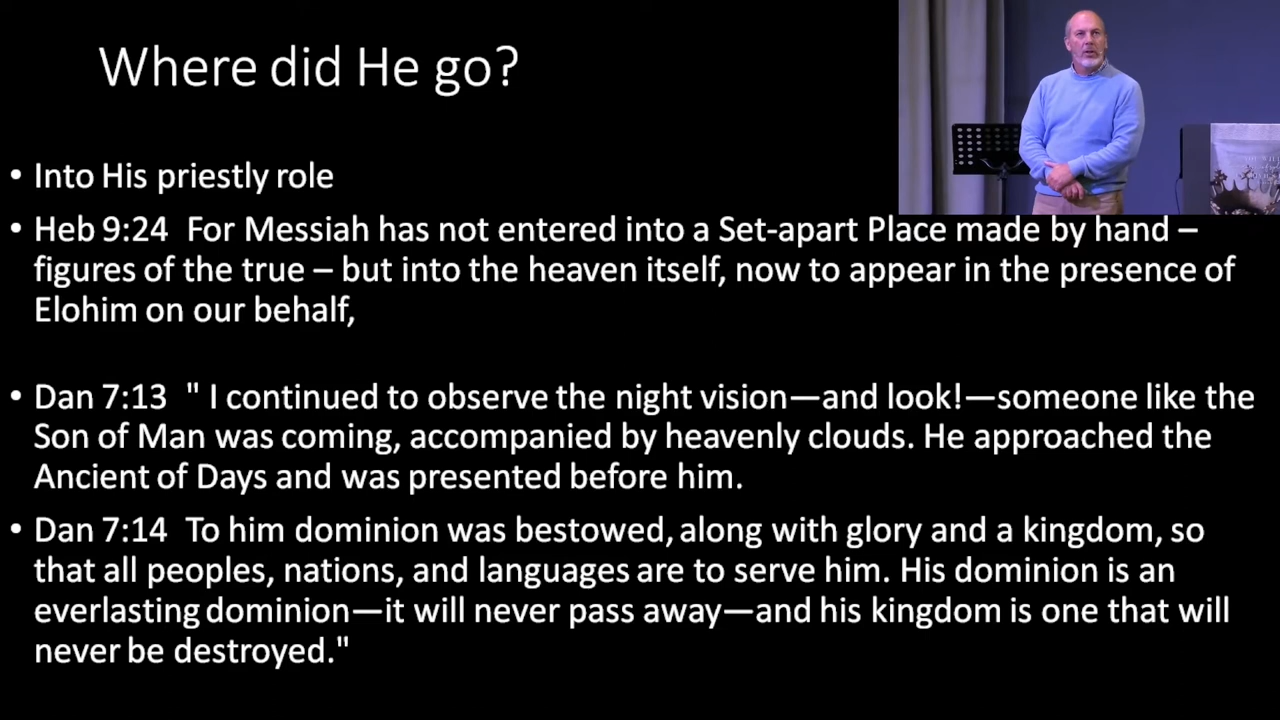 Where did He go?
• Into His priestly role
• Heb 9:24  For Messiah has not entered into a Set-apart Place made by hand –
figures of the true – but into the heaven itself, now to appear in the presence of
Elohim on our behalf,
• Dan 7:13  " I continued to observe the night vision—and look!—someone like the
Son of Man was coming, accompanied by heavenly clouds. He approached the
Ancient of Days and was presented before him.
• Dan 7:14  To him dominion was bestowed, along with glory and a kingdom, so
that all peoples, nations, and languages are to serve him. His dominion is an
everlasting dominion—it will never pass away—and his kingdom is one that will
never be destroyed."